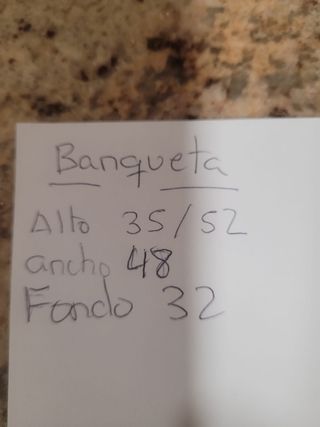 Banqueta
Alto 35/52
ancho 48
Fondo 32